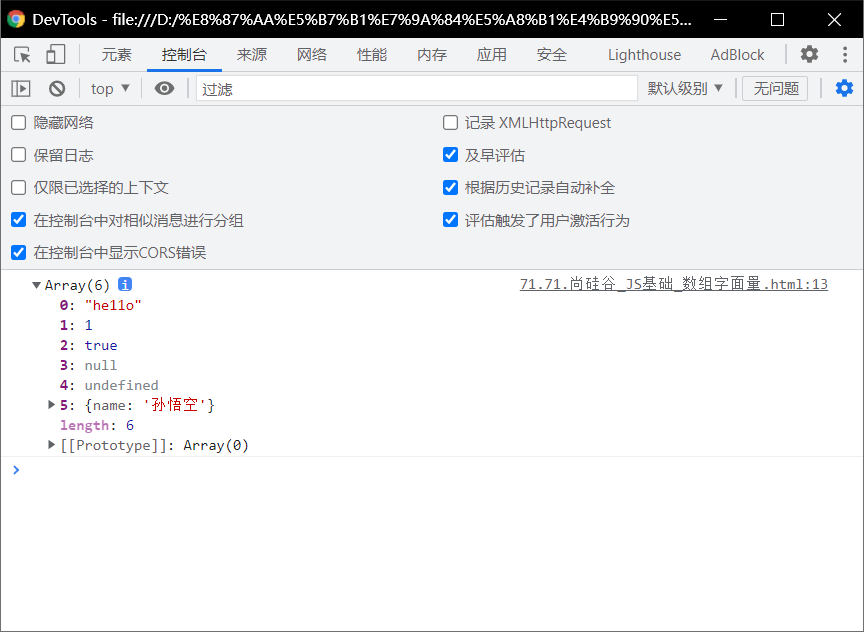 DevTools - file:///D:/%E8%87%AA%E5%B7%B1%E7%9A%84%E5%A8%B1%E4%B9%90%E5...
元素 控制台 来源 网络 性能 内存 应用 安全 Lighthouse AdBlock
top 过滤 默认级别 无问题
隐藏网络 记录 XMLHttpRequest
保留日志 及早评估
仅限已选择的上下文 根据历史记录自动补全
在控制台中对相似消息进行分组 评估触发了用户激活行为
在控制台中显示CORS错误
Array(6) i 71.71.尚硅谷_JS基础_数组字面量.html:13
0: "hello"
1: 1
2: true
3: null
4: undefined
5: {name: '孙悟空'}
length: 6
[[Prototype]]: Array(0)